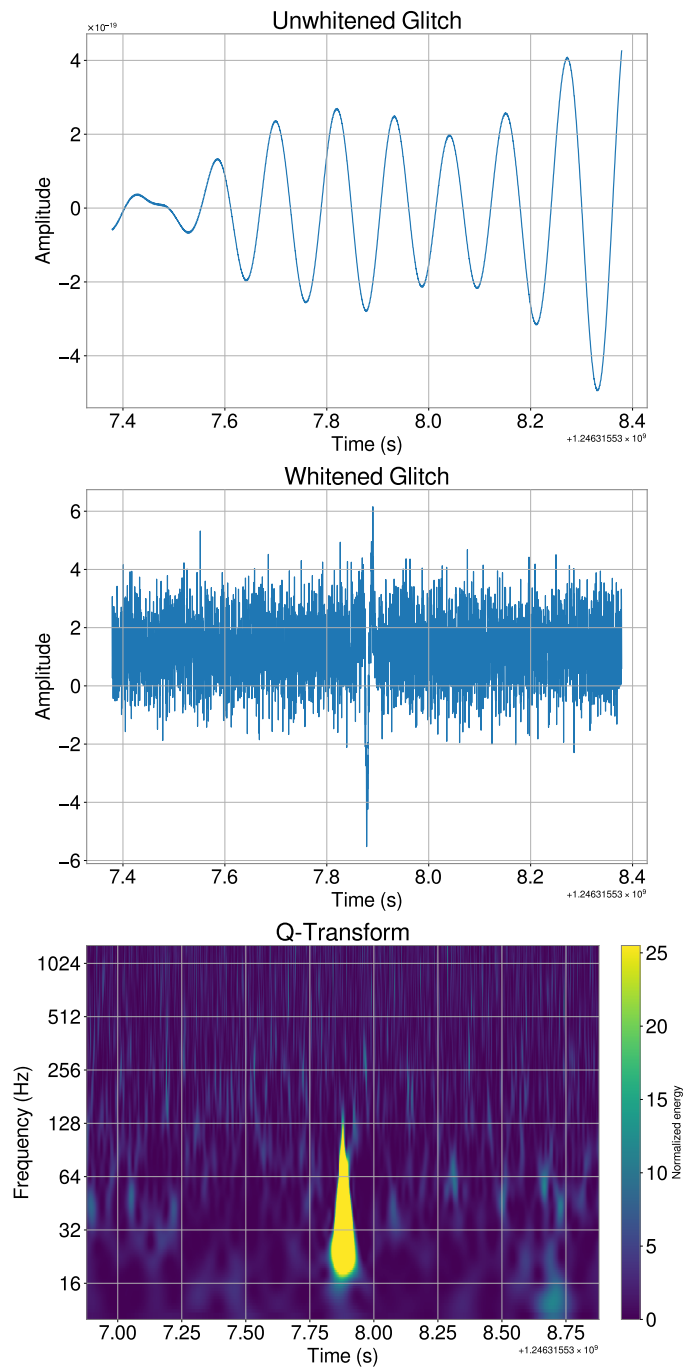 Unwhitened Glitch
×10⁻¹⁹
4
2
0
−2
−4
Amplitude
7.4 7.6 7.8 8.0 8.2 8.4
Time (s)
+1.24631553 × 10⁹
Whitened Glitch
6
4
2
0
−2
−4
−6
Amplitude
7.4 7.6 7.8 8.0 8.2 8.4
Time (s)
+1.24631553 × 10⁹
Q-Transform
1024
512
256
128
64
32
16
Frequency (Hz)
7.00 7.25 7.50 7.75 8.00 8.25 8.50 8.75
Time (s)
+1.24631553 × 10⁹
25
20
15
10
5
0
Normalized energy